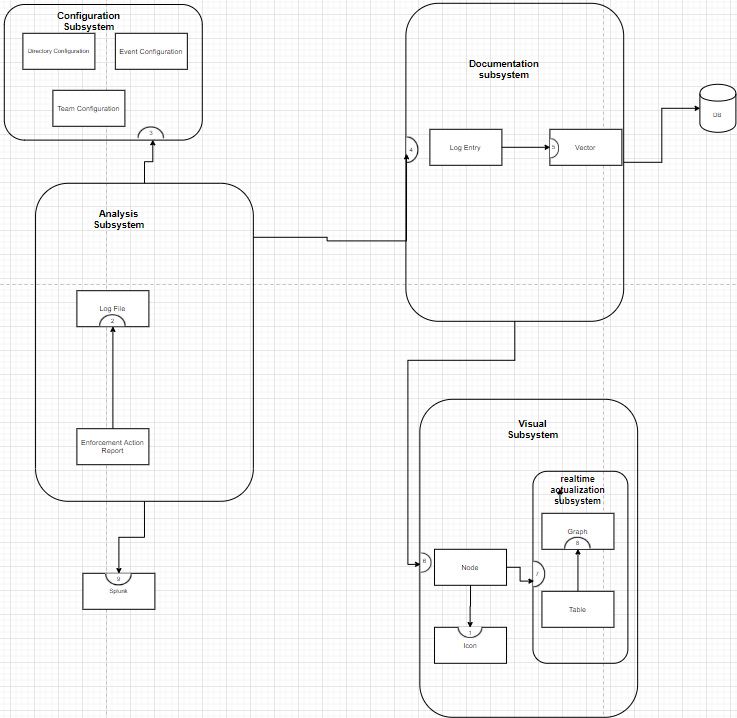 Configuration
Subsystem
Directory Configuration
Event Configuration
Team Configuration
3
Analysis
Subsystem
Log File
2
Enforcement Action
Report
9
Splunk
Documentation
subsystem
4
Log Entry
5
Vector
DB
Visual
Subsystem
realtime
actualization
subsystem
Graph
8
6
Node
7
Table
1
Icon